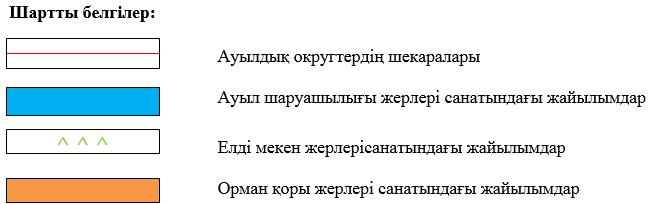 Шартты белгілер:
Ауылдық округтердің шекаралары
Ауыл шаруашылығы жерлері санатындағы жайылымдар
Елді мекен жерлерісанатындағы жайылымдар
Орман қоры жерлері санатындағы жайылымдар